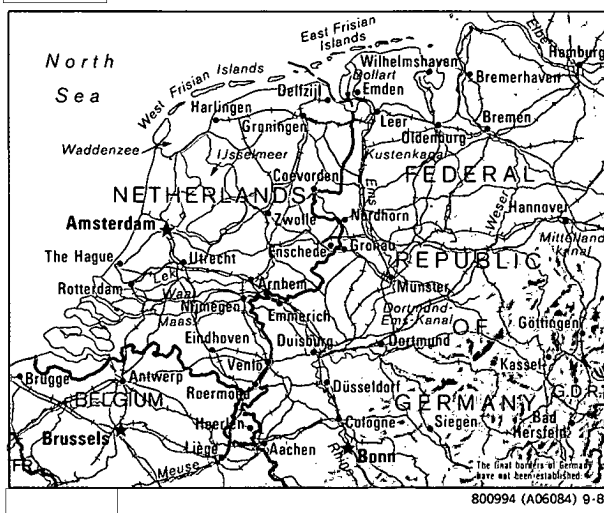 East Frisian
Islands
Elbe
North
Sea
Hamburg
Wilhelmshaven
Dollart
Bremerhaven
West Frisian Islands
Delfzijl
Emden
Harlingen
Groningen
Leer
Oldenburg
Bremen
Waddenzee
IJsselmeer
Kustenkanal
Coevorden
FEDERAL
Ems
NETHERLANDS
Weser
Hannover
Amsterdam
Zwolle
Nordhorn
Mittelland
Kanal
Enschede
Gronau
The Hague
Utrecht
REPUBLIC
Lek
Rotterdam
Arnhem
Münster
Waal
Nijmegen
Emmerich
Dortmund-
Ems-Kanal
Maas
Göttingen
OF
Eindhoven
Duisburg
Dortmund
Venlo
Kassel
Brugge
Antwerp
Düsseldorf
G.D.R.
BELGIUM
Roermond
GERMANY
Bad
Hersfeld
Heerlen
Cologne
Siegen
Brussels
Liège
Aachen
Bonn
Rhine
Meuse
FR.
The final borders of Germany
have not been established.
800994 (A06084) 9-8